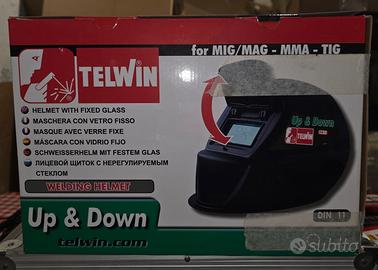 TELWIN
for MIG/MAG - MMA - TIG
HELMET WITH FIXED GLASS
MASCHERA CON VETRO FISSO
MASQUE AVEC VERRE FIXE
MÁSCARA CON VIDRIO FIJO
SCHWEISSERHELM MIT FESTEM GLAS
ЛИЦЕВОЙ ЩИТОК С НЕРЕГУЛИРУЕМЫМ
СТЕКЛОМ
WELDING HELMET
Up & Down
telwin.com
TELWIN
Up & Down
DIN 11
subito